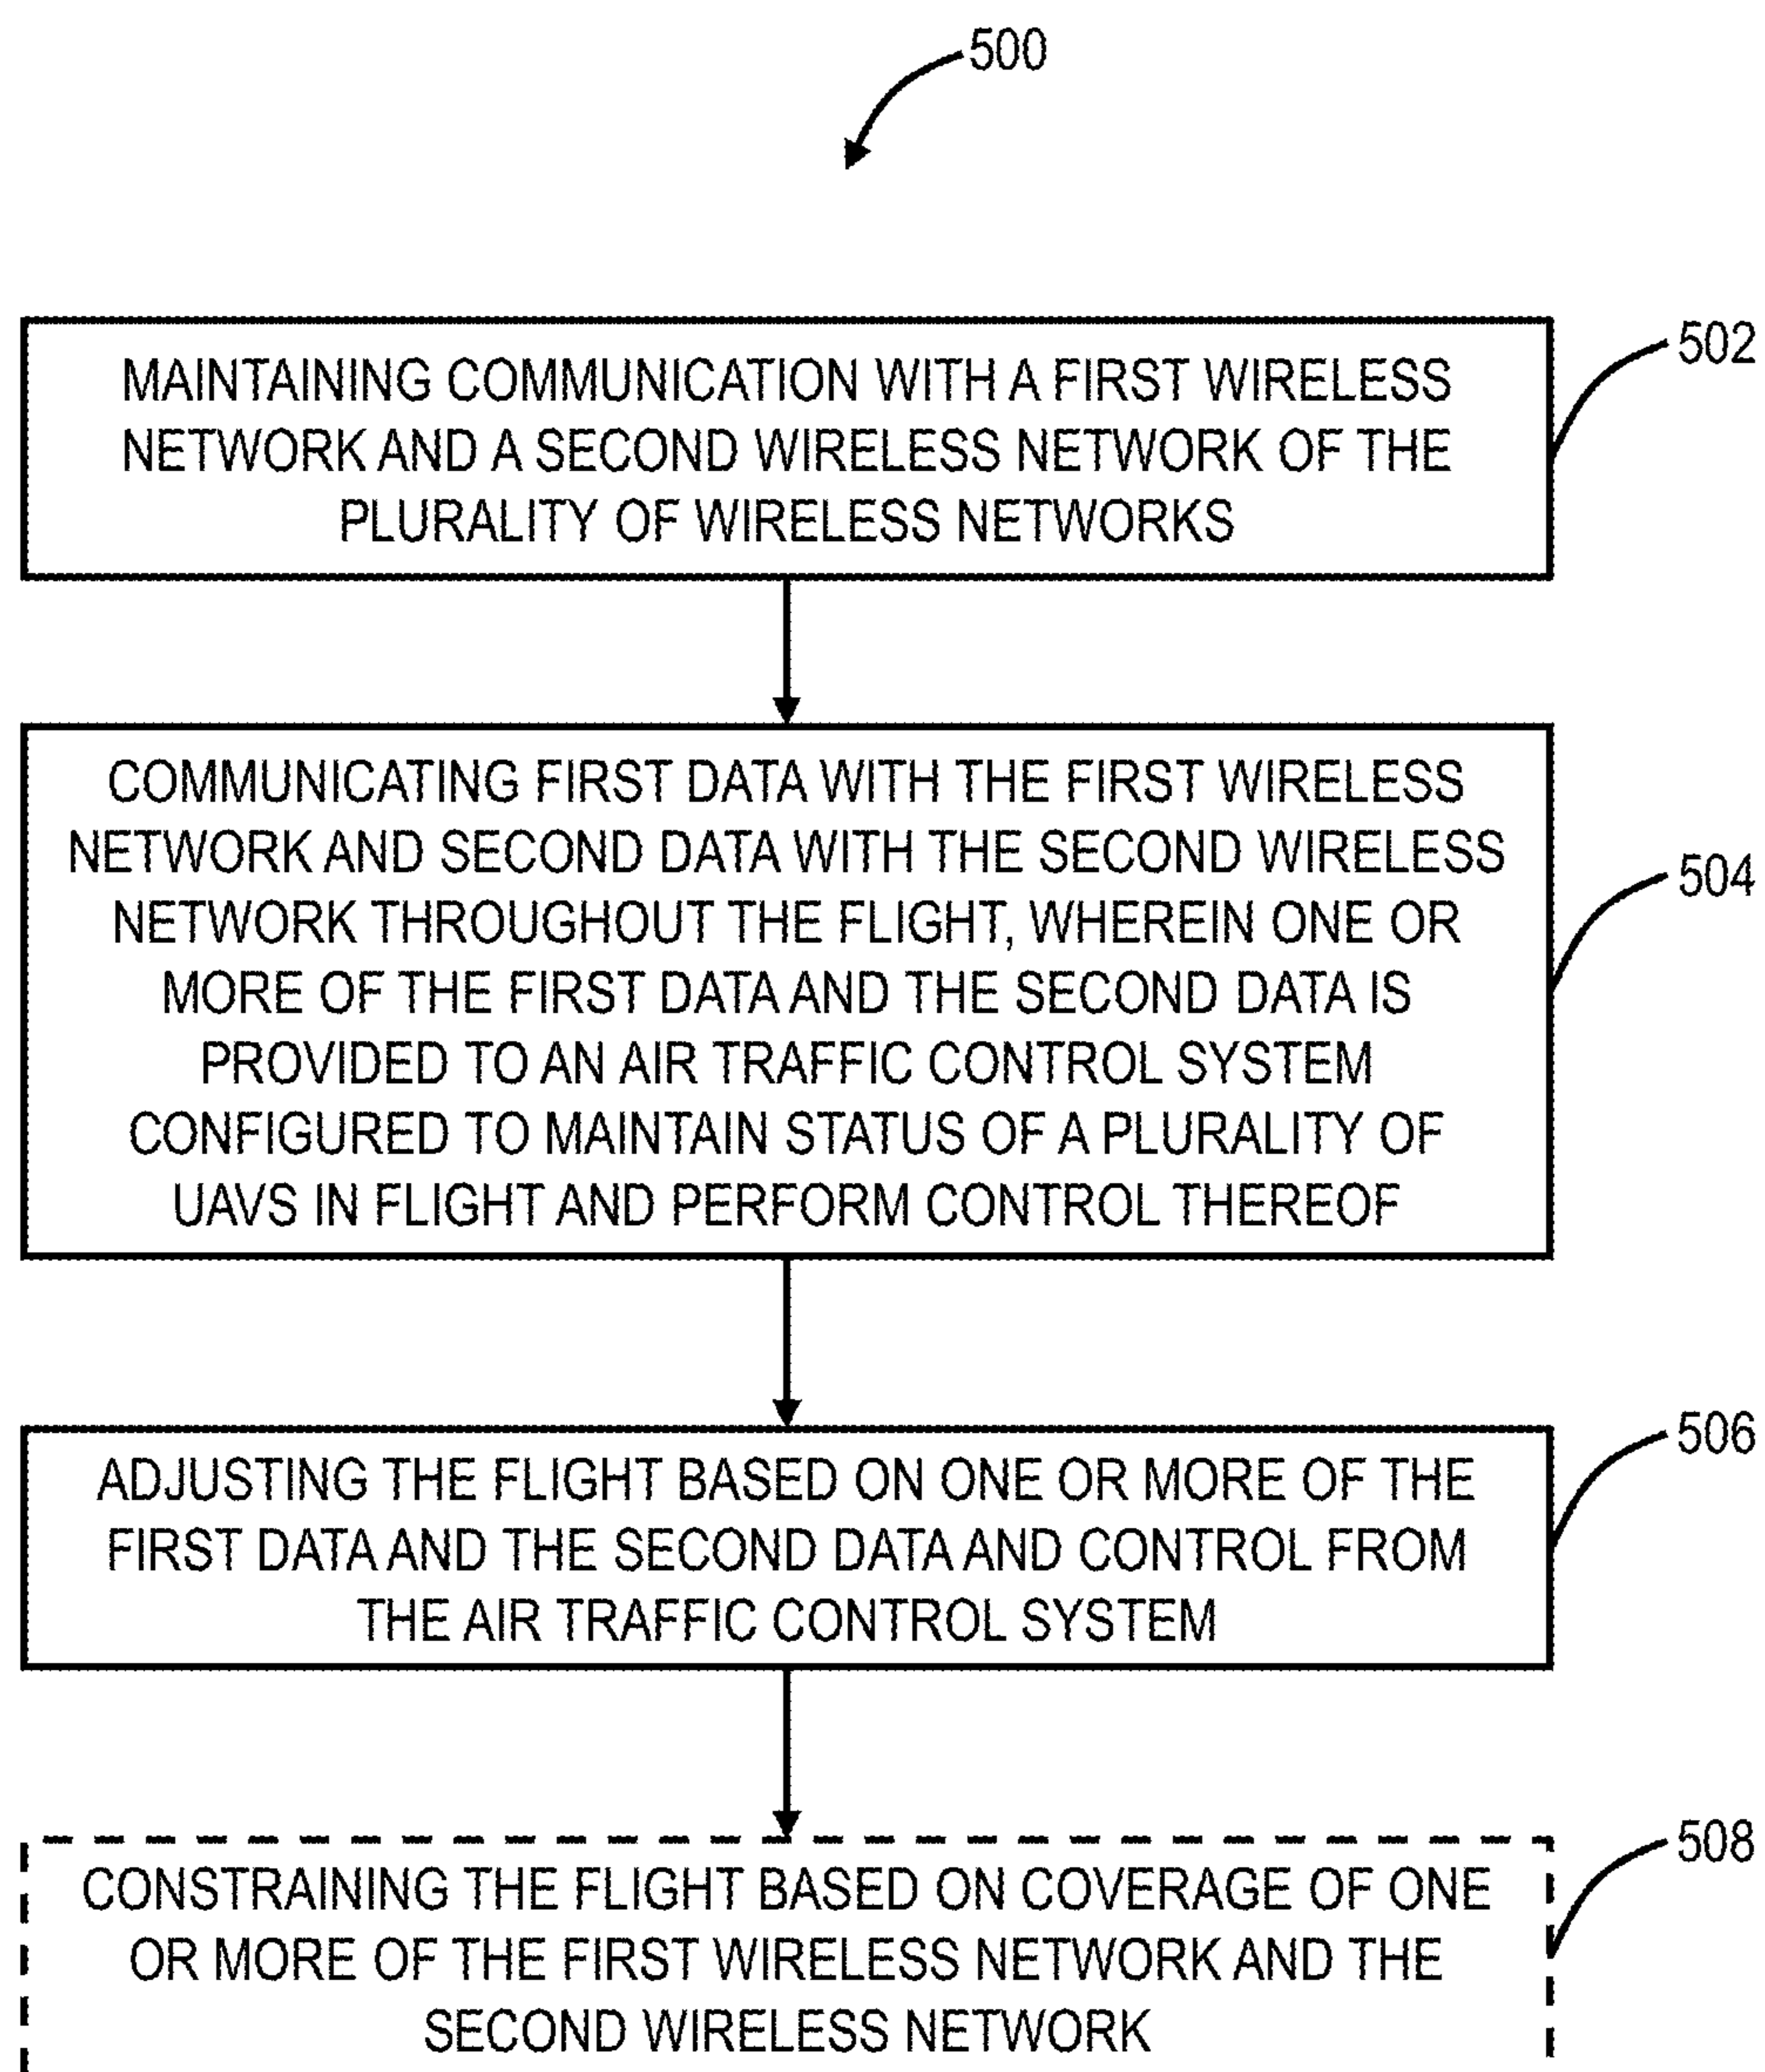 500
MAINTAINING COMMUNICATION WITH A FIRST WIRELESS
NETWORK AND A SECOND WIRELESS NETWORK OF THE
PLURALITY OF WIRELESS NETWORKS
502
COMMUNICATING FIRST DATA WITH THE FIRST WIRELESS
NETWORK AND SECOND DATA WITH THE SECOND WIRELESS
NETWORK THROUGHOUT THE FLIGHT, WHEREIN ONE OR
MORE OF THE FIRST DATA AND THE SECOND DATA IS
PROVIDED TO AN AIR TRAFFIC CONTROL SYSTEM
CONFIGURED TO MAINTAIN STATUS OF A PLURALITY OF
UAVS IN FLIGHT AND PERFORM CONTROL THEREOF
504
ADJUSTING THE FLIGHT BASED ON ONE OR MORE OF THE
FIRST DATA AND THE SECOND DATA AND CONTROL FROM
THE AIR TRAFFIC CONTROL SYSTEM
506
CONSTRAINING THE FLIGHT BASED ON COVERAGE OF ONE
OR MORE OF THE FIRST WIRELESS NETWORK AND THE
SECOND WIRELESS NETWORK
508